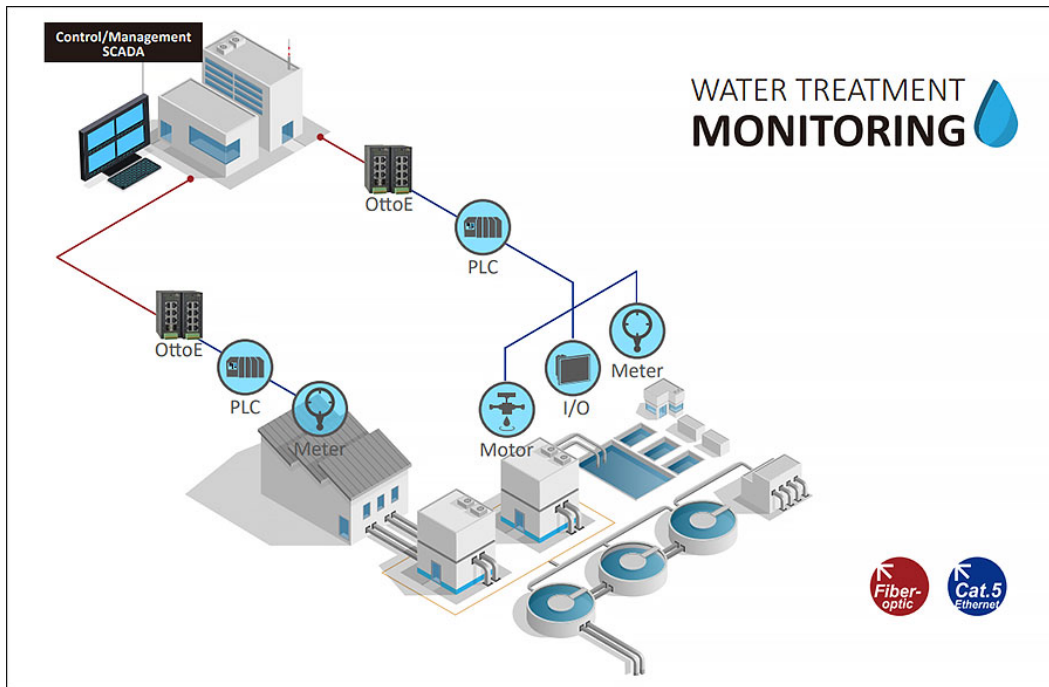 Control/Management
SCADA
WATER TREATMENT
MONITORING
OttoE
PLC
OttoE
PLC
Meter
Meter
I/O
Motor
Fiber-
optic
Cat.5
Ethernet